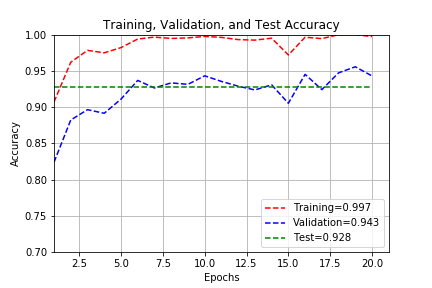 Training, Validation, and Test Accuracy
1.00
0.95
0.90
0.85
0.80
0.75
0.70
Accuracy
Training=0.997
Validation=0.943
Test=0.928
2.5 5.0 7.5 10.0 12.5 15.0 17.5 20.0
Epochs